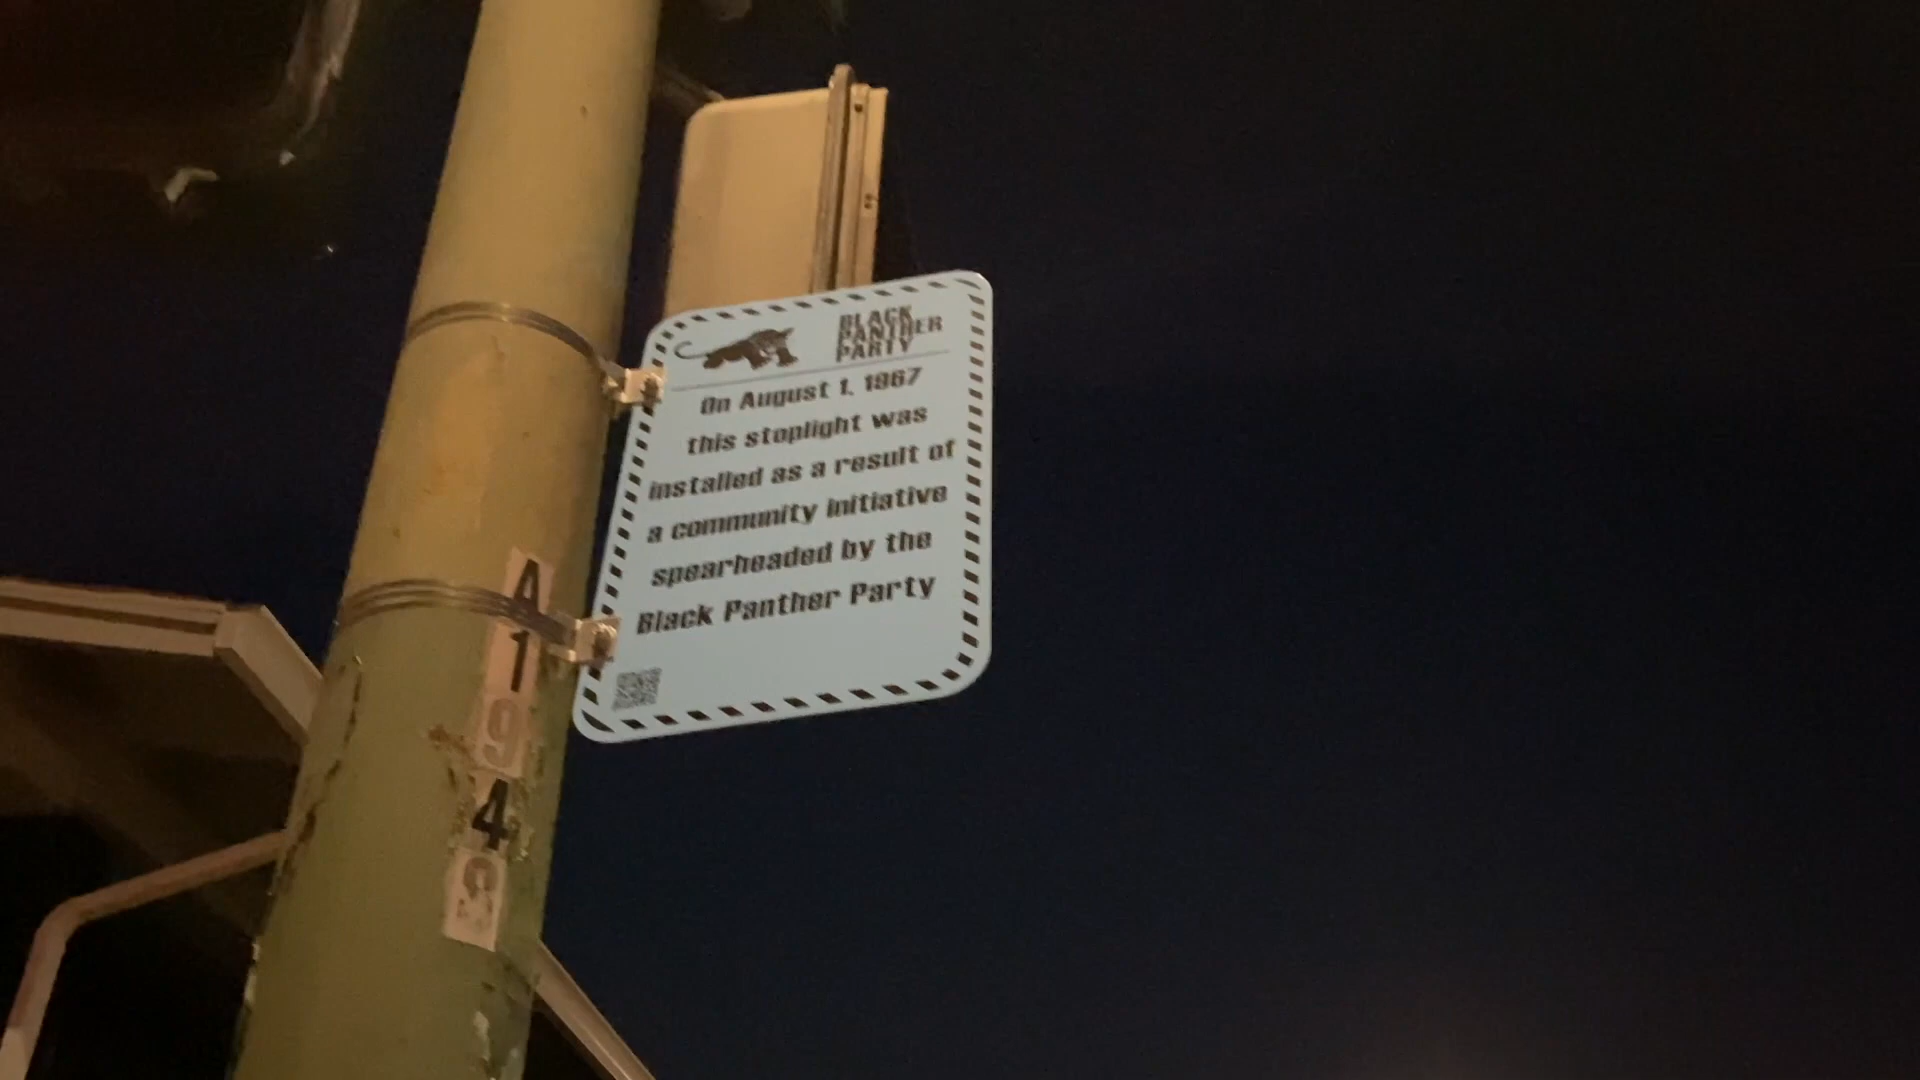 BLACK
PANTHER
PARTY
On August 1, 1967
this stoplight was
installed as a result of
a community initiative
spearheaded by the
Black Panther Party
A
1
9
4